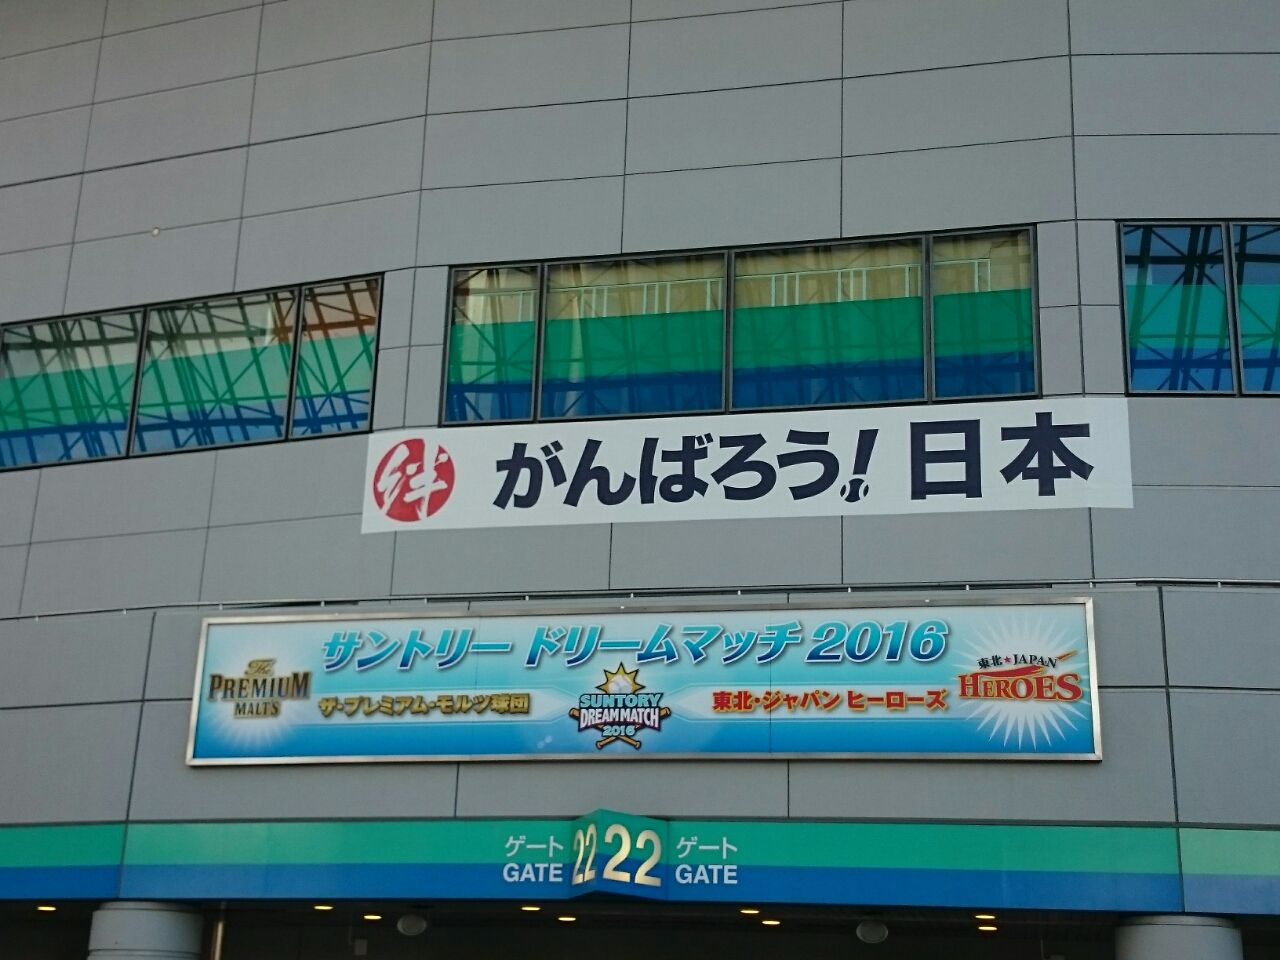 絆 がんばろう! 日本
サントリー ドリームマッチ 2016
The PREMIUM MALT'S
ザ・プレミアム・モルツ球団
SUNTORY DREAM MATCH 2016
東北・ジャパン ヒーローズ
東北★JAPAN HEROES
ゲート 22 22 ゲート
GATE GATE